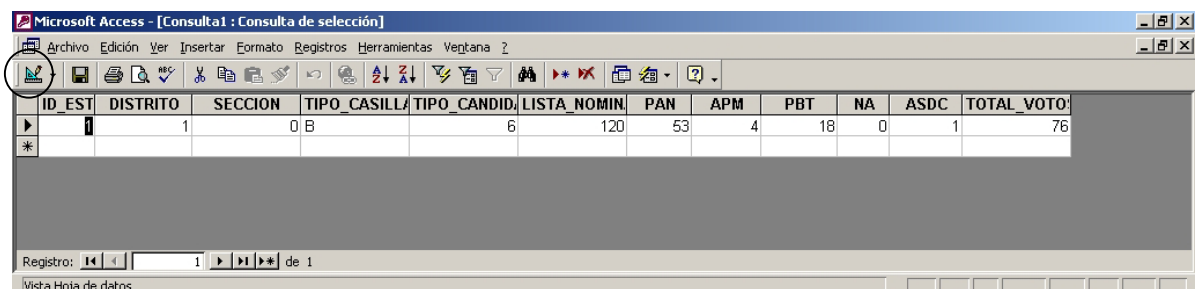 Microsoft Access - [Consulta1 : Consulta de selección]
Archivo Edición Ver Insertar Formato Registros Herramientas Ventana ?
ID_EST DISTRITO SECCION TIPO_CASILLA TIPO_CANDID LISTA_NOMIN. PAN APM PBT NA ASDC TOTAL_VOTO
1 1 0 B 6 120 53 4 18 0 1 76
Registro: 1 de 1
Vista Hoja de datos